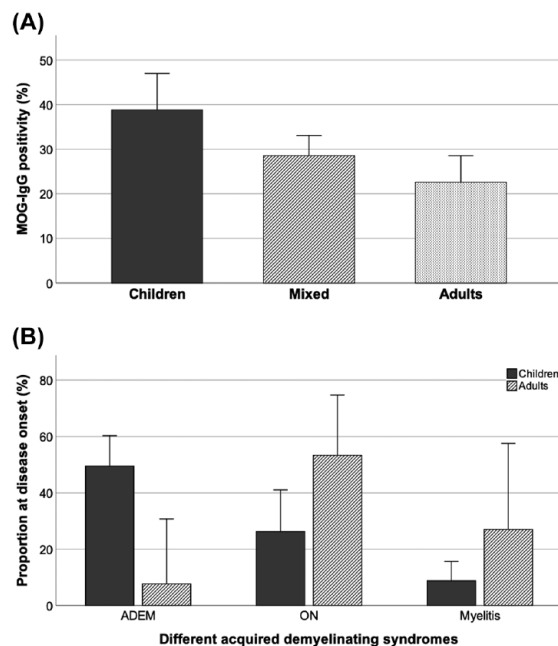 (A)
MOG-IgG positivity (%)
50
40
30
20
10
0
Children Mixed Adults
(B)
Proportion at disease onset (%)
80
60
40
20
0
Children
Adults
ADEM ON Myelitis
Different acquired demyelinating syndromes